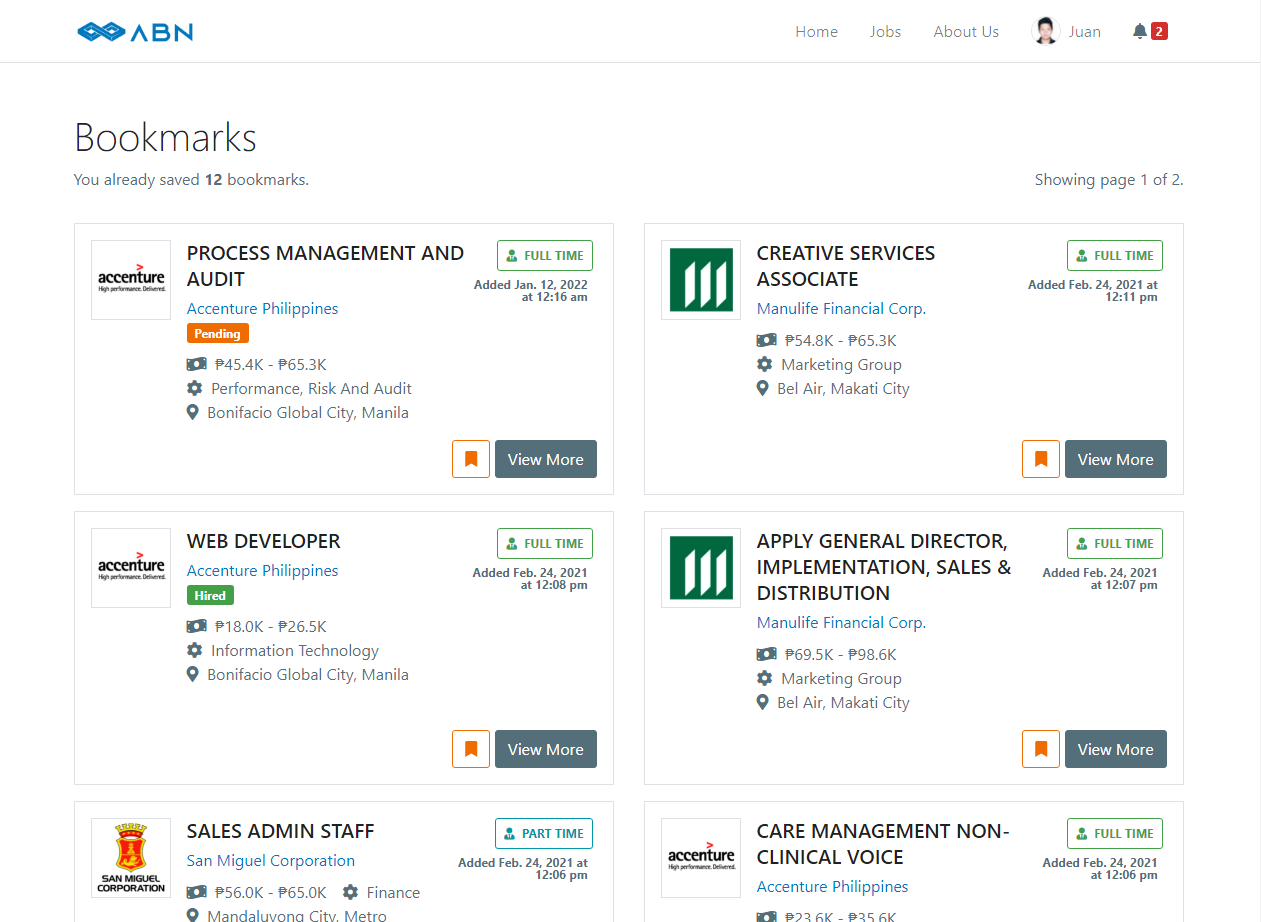 ABN
Home
Jobs
About Us
Juan
2
Bookmarks
You already saved 12 bookmarks.
Showing page 1 of 2.
accenture
High performance. Delivered.
PROCESS MANAGEMENT AND
AUDIT
Accenture Philippines
Pending
FULL TIME
Added Jan. 12, 2022
at 12:16 am
₱45.4K - ₱65.3K
Performance, Risk And Audit
Bonifacio Global City, Manila
View More
CREATIVE SERVICES
ASSOCIATE
Manulife Financial Corp.
FULL TIME
Added Feb. 24, 2021 at
12:11 pm
₱54.8K - ₱65.3K
Marketing Group
Bel Air, Makati City
View More
accenture
High performance. Delivered.
WEB DEVELOPER
Accenture Philippines
Hired
FULL TIME
Added Feb. 24, 2021
at 12:08 pm
₱18.0K - ₱26.5K
Information Technology
Bonifacio Global City, Manila
View More
APPLY GENERAL DIRECTOR,
IMPLEMENTATION, SALES &
DISTRIBUTION
Manulife Financial Corp.
FULL TIME
Added Feb. 24, 2021
at 12:07 pm
₱69.5K - ₱98.6K
Marketing Group
Bel Air, Makati City
View More
SAN MIGUEL
CORPORATION
SALES ADMIN STAFF
San Miguel Corporation
PART TIME
Added Feb. 24, 2021 at
12:06 pm
₱56.0K - ₱65.0K
Finance
Mandaluyong City, Metro
accenture
High performance. Delivered.
CARE MANAGEMENT NON-
CLINICAL VOICE
Accenture Philippines
FULL TIME
Added Feb. 24, 2021
at 12:06 pm
₱23.6K - ₱35.6K